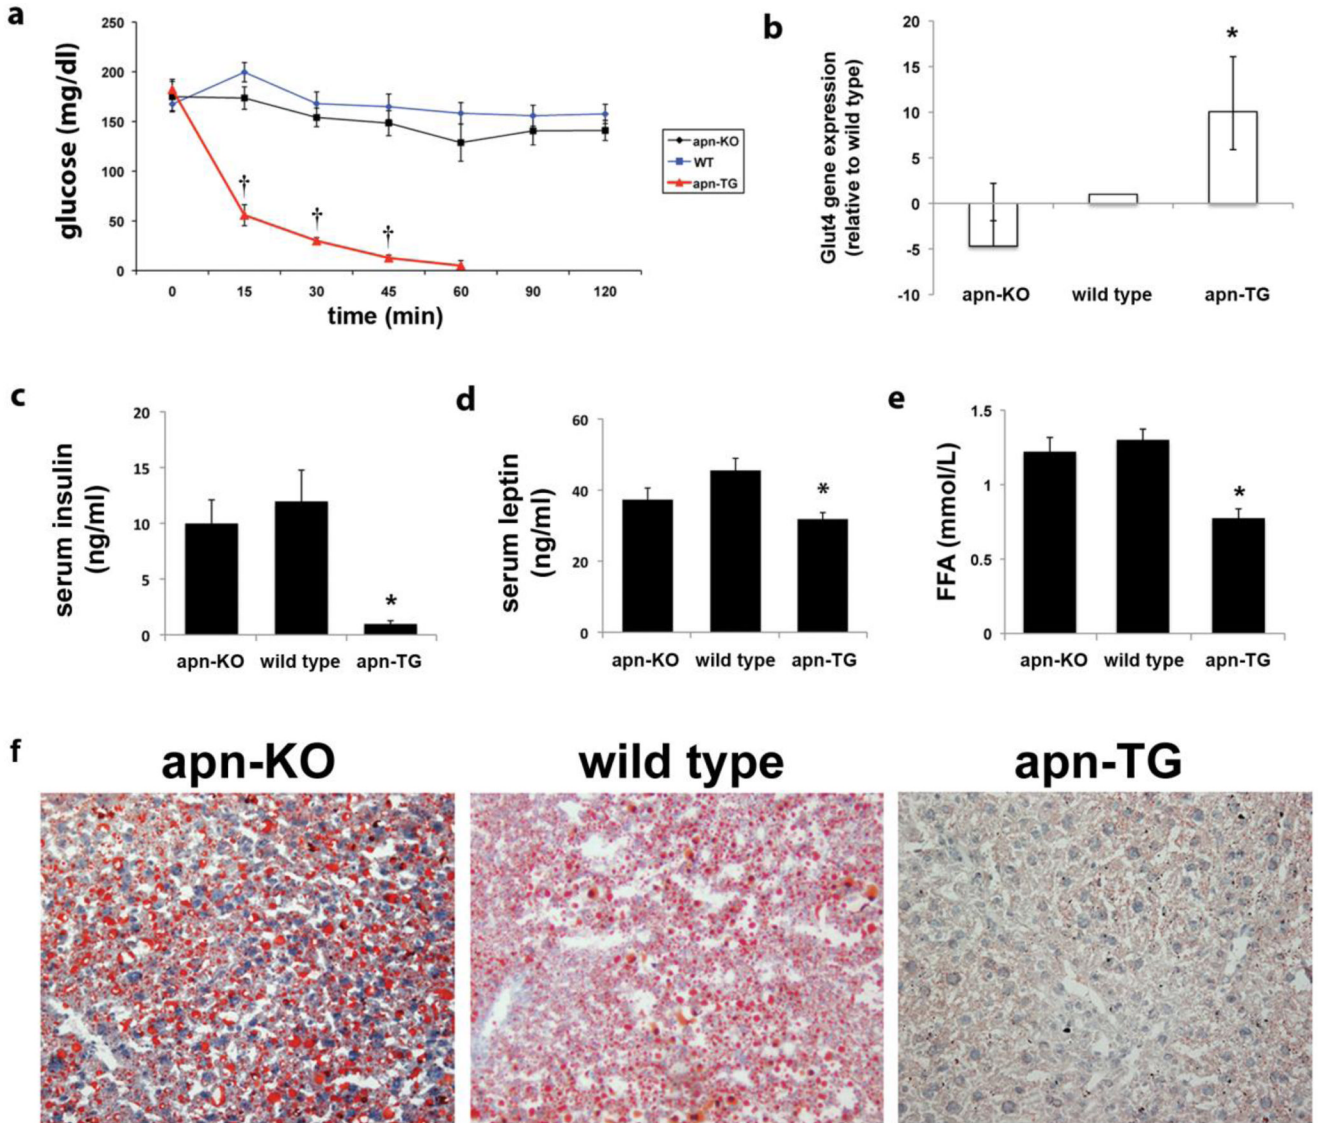 a
250
200
150
100
50
0
glucose (mg/dl)
†
†
†
0 15 30 45 60 90 120
time (min)
apn-KO
WT
apn-TG
b
20
15
10
5
0
-5
-10
Glut4 gene expression
(relative to wild type)
*
apn-KO wild type apn-TG
c
20
15
10
5
0
serum insulin
(ng/ml)
*
apn-KO wild type apn-TG
d
60
40
20
0
serum leptin
(ng/ml)
*
apn-KO wild type apn-TG
e
1.5
1
0.5
0
FFA (mmol/L)
*
apn-KO wild type apn-TG
f
apn-KO wild type apn-TG